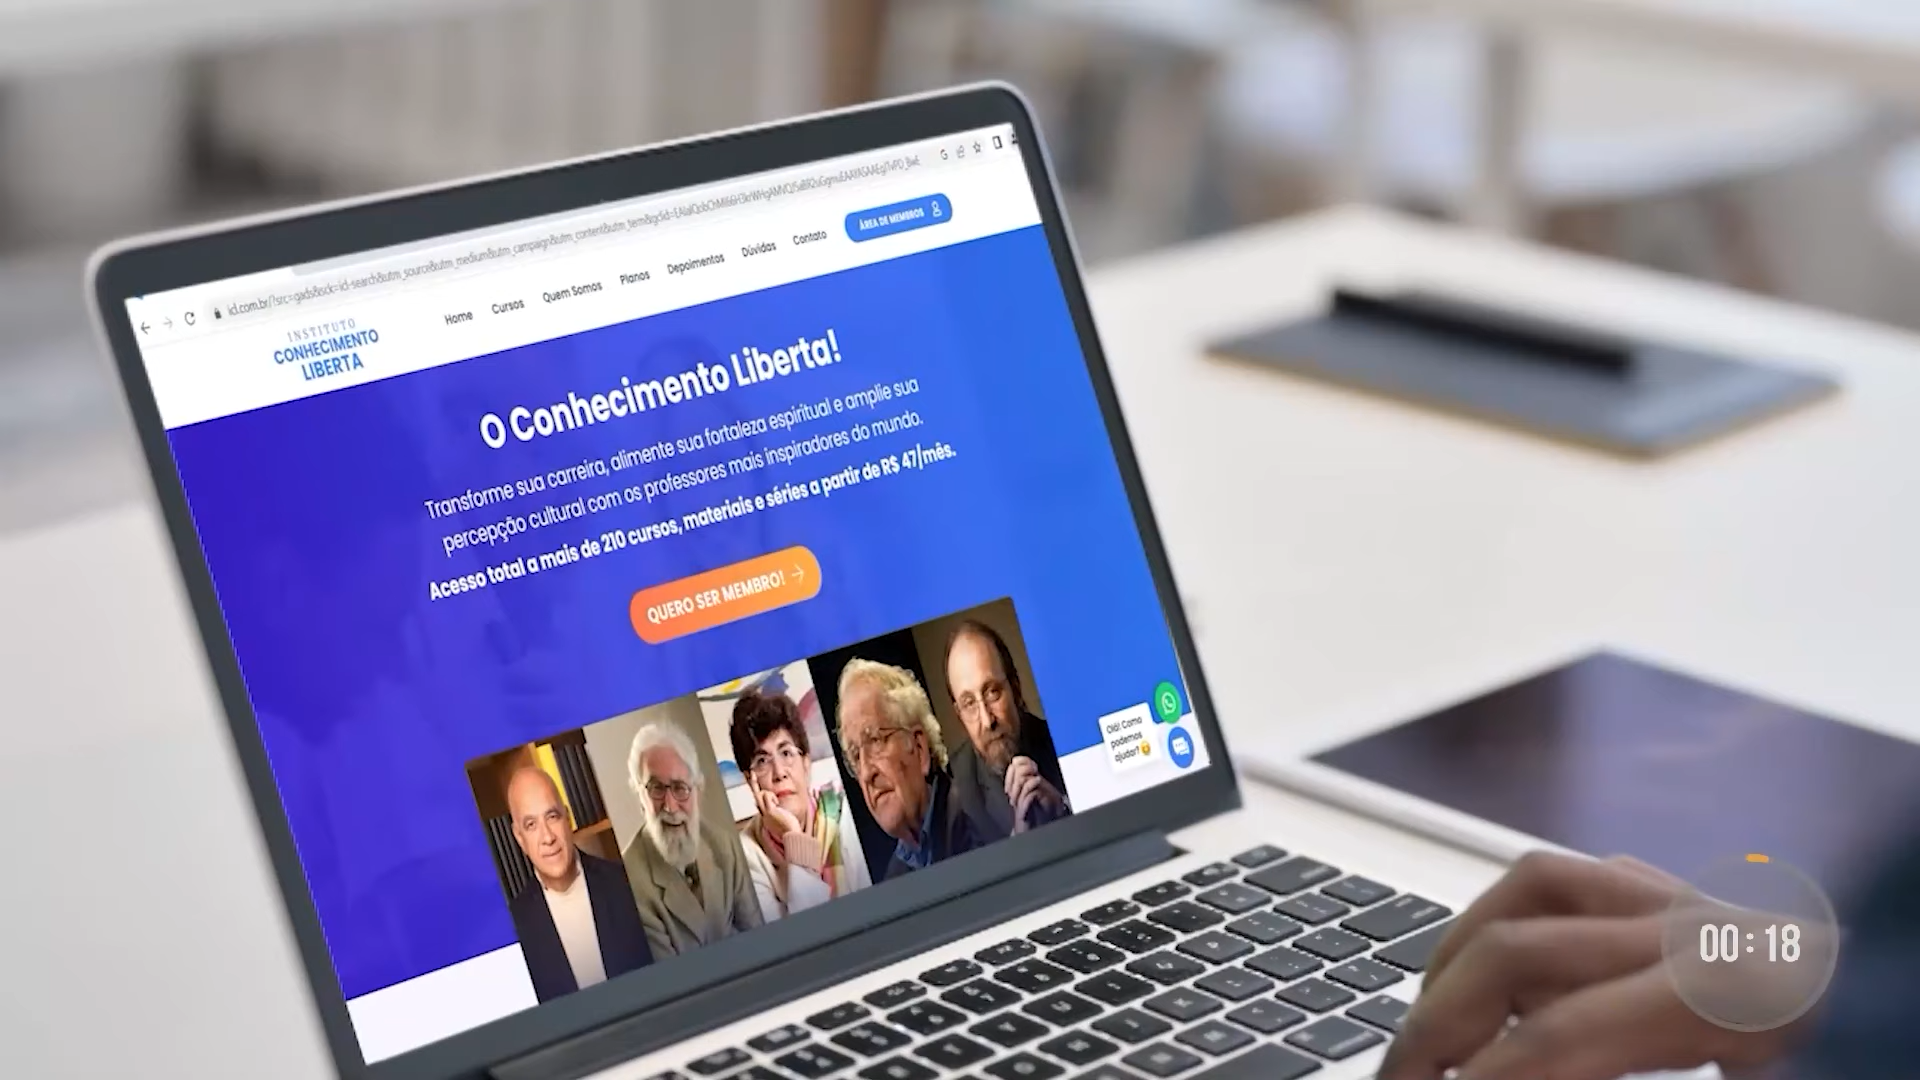 INSTITUTO
CONHECIMENTO
LIBERTA
Home
Cursos
Quem Somos
Planos
Depoimentos
Dúvidas
Contato
ÁREA DE MEMBROS
O Conhecimento Liberta!
Transforme sua carreira, alimente sua fortaleza espiritual e amplie sua
percepção cultural com os professores mais inspiradores do mundo.
Acesso total a mais de 210 cursos, materiais e séries a partir de R$ 47/mês.
QUERO SER MEMBRO!
Olá! Como
podemos
ajudar?
00:18